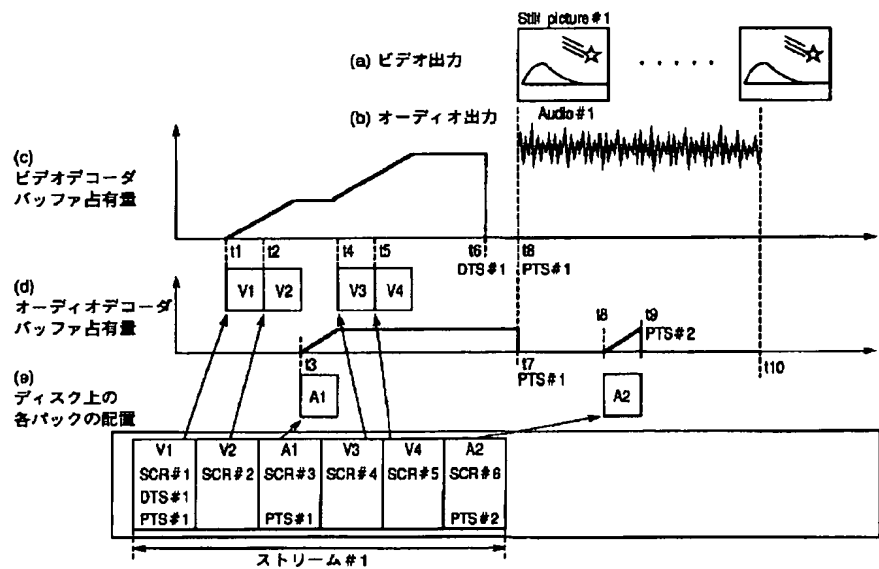 Still picture#1
(a) ビデオ出力
(b) オーディオ出力
Audio#1
(c)
ビデオデコーダ
バッファ占有量
t1 t2 t4 t5 t6 t8
DTS#1 PTS#1
(d)
オーディオデコーダ
バッファ占有量
V1 V2 V3 V4
t8 t9
PTS#2
t3 t7 t10
PTS#1
(e)
ディスク上の
各パックの配置
A1 A2
V1 V2 A1 V3 V4 A2
SCR#1 SCR#2 SCR#3 SCR#4 SCR#5 SCR#6
DTS#1
PTS#1 PTS#1 PTS#2
ストリーム#1